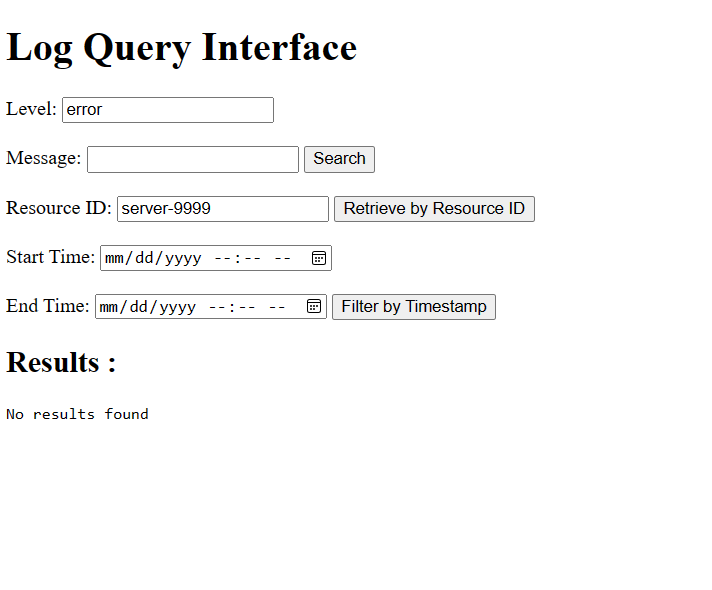 Log Query Interface
Level: error
Message: Search
Resource ID: server-9999 Retrieve by Resource ID
Start Time: mm/dd/yyyy --:-- --
End Time: mm/dd/yyyy --:-- -- Filter by Timestamp
Results :
No results found